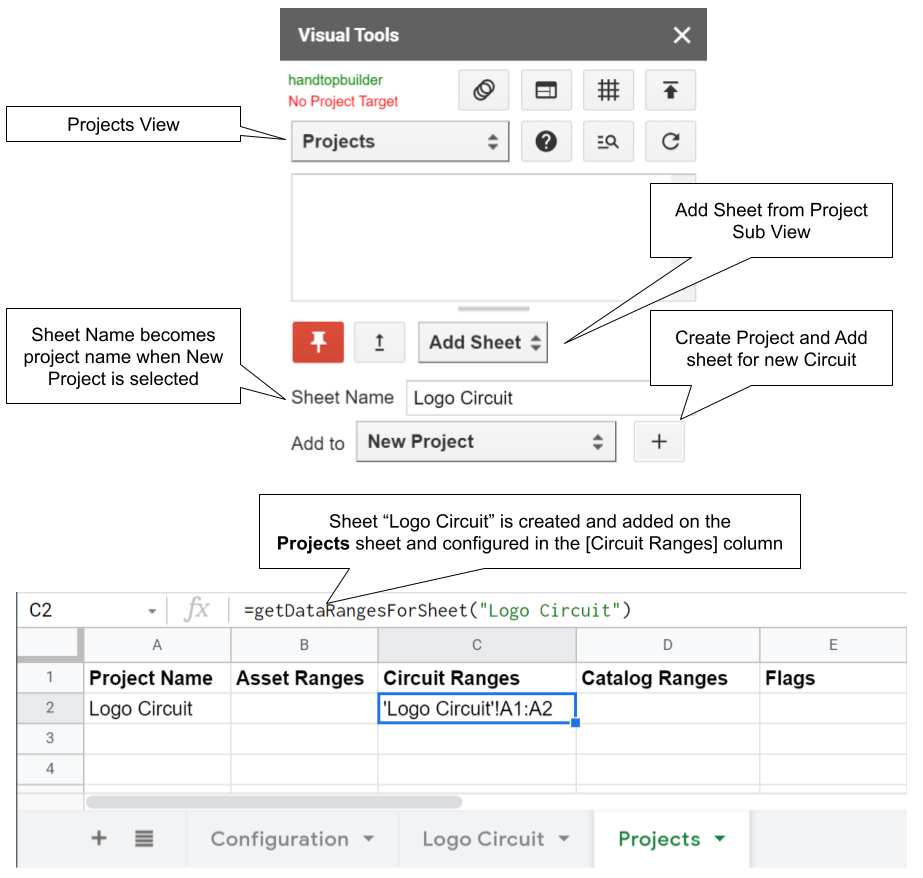 Visual Tools
handtopbuilder
No Project Target
Projects View
Projects
Add Sheet from Project
Sub View
Sheet Name becomes
project name when New
Project is selected
Add Sheet
Create Project and Add
sheet for new Circuit
Sheet Name
Logo Circuit
Add to
New Project
Sheet “Logo Circuit” is created and added on the
Projects sheet and configured in the [Circuit Ranges] column
C2
fx
=getDataRangesForSheet("Logo Circuit")
A B C D E
1 Project Name Asset Ranges Circuit Ranges Catalog Ranges Flags
2 Logo Circuit 'Logo Circuit'!A1:A2
3
4
Configuration Logo Circuit Projects